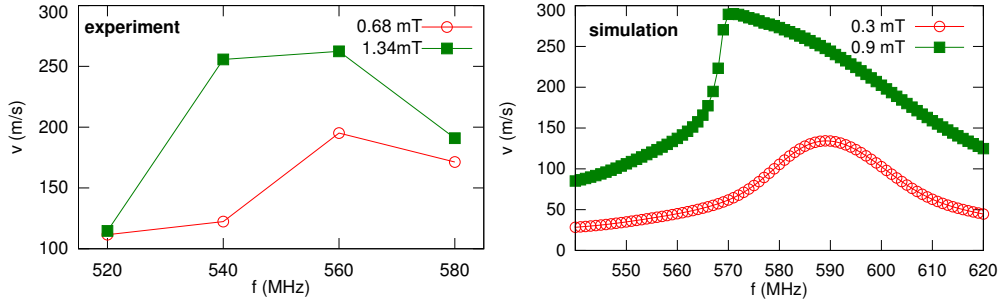 experiment
0.68 mT
1.34mT
300
250
200
150
100
v (m/s)
520 540 560 580
f (MHz)
simulation
0.3 mT
0.9 mT
300
250
200
150
100
50
0
v (m/s)
550 560 570 580 590 600 610 620
f (MHz)